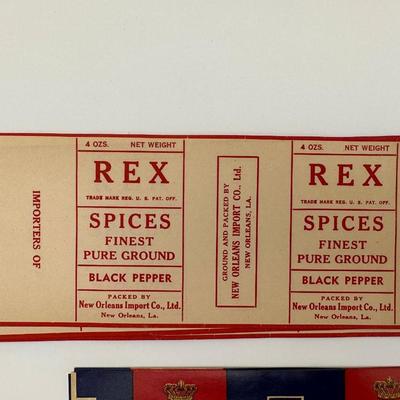 IMPORTERS OF
4 OZS. NET WEIGHT
REX
TRADE MARK REG. U. S. PAT. OFF.
SPICES
FINEST
PURE GROUND
BLACK PEPPER
PACKED BY
New Orleans Import Co., Ltd.
New Orleans, La.
GROUND AND PACKED BY
NEW ORLEANS IMPORT CO., Ltd.
NEW ORLEANS, LA.
4 OZS. NET WEIGHT
REX
TRADE MARK REG. U. S. PAT. OFF.
SPICES
FINEST
PURE GROUND
BLACK PEPPER
PACKED BY
New Orleans Import Co., Ltd.
New Orleans, La.